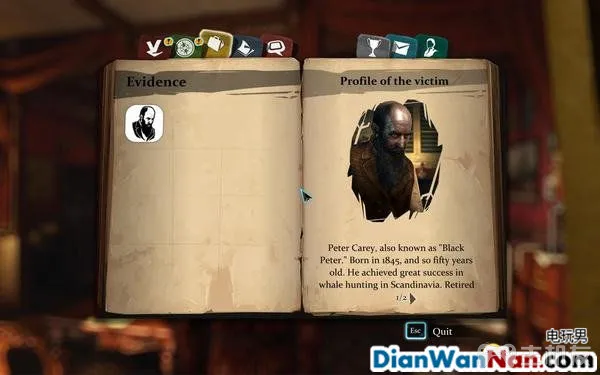 Evidence
Profile of the victim
Peter Carey, also known as "Black
Peter." Born in 1845, and so fifty years
old. He achieved great success in
whale hunting in Scandinavia. Retired
1/2
Esc Quit
电玩男
DianWanNan.com